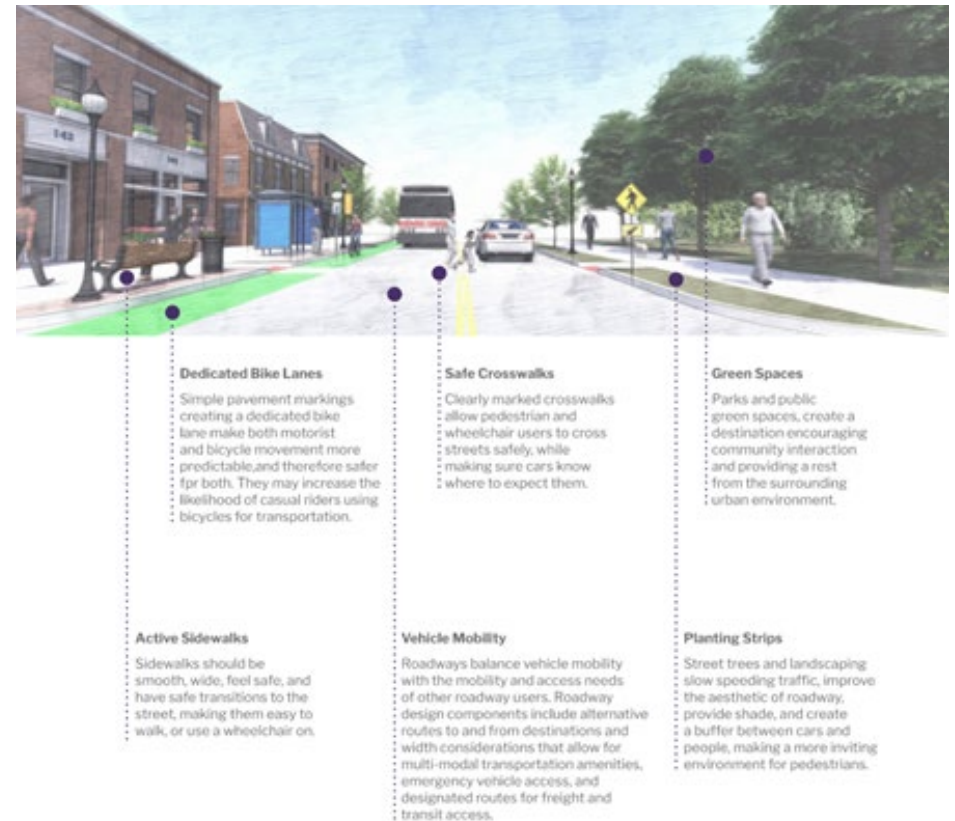 143
Dedicated Bike Lanes
Simple pavement markings
creating a dedicated bike
lane make both motorist
and bicycle movement more
predictable,and therefore safer
fpr both. They may increase the
likelihood of casual riders using
bicycles for transportation.
Safe Crosswalks
Clearly marked crosswalks
allow pedestrian and
wheelchair users to cross
streets safely, while
making sure cars know
where to expect them.
Green Spaces
Parks and public
green spaces, create a
destination encouraging
community interaction
and providing a rest
from the surrounding
urban environment.
Active Sidewalks
Sidewalks should be
smooth, wide, feel safe, and
have safe transitions to the
street, making them easy to
walk, or use a wheelchair on.
Vehicle Mobility
Roadways balance vehicle mobility
with the mobility and access needs
of other roadway users. Roadway
design components include alternative
routes to and from destinations and
width considerations that allow for
multi-modal transportation amenities,
emergency vehicle access, and
designated routes for freight and
transit access.
Planting Strips
Street trees and landscaping
slow speeding traffic, improve
the aesthetic of roadway,
provide shade, and create
a buffer between cars and
people, making a more inviting
environment for pedestrians.